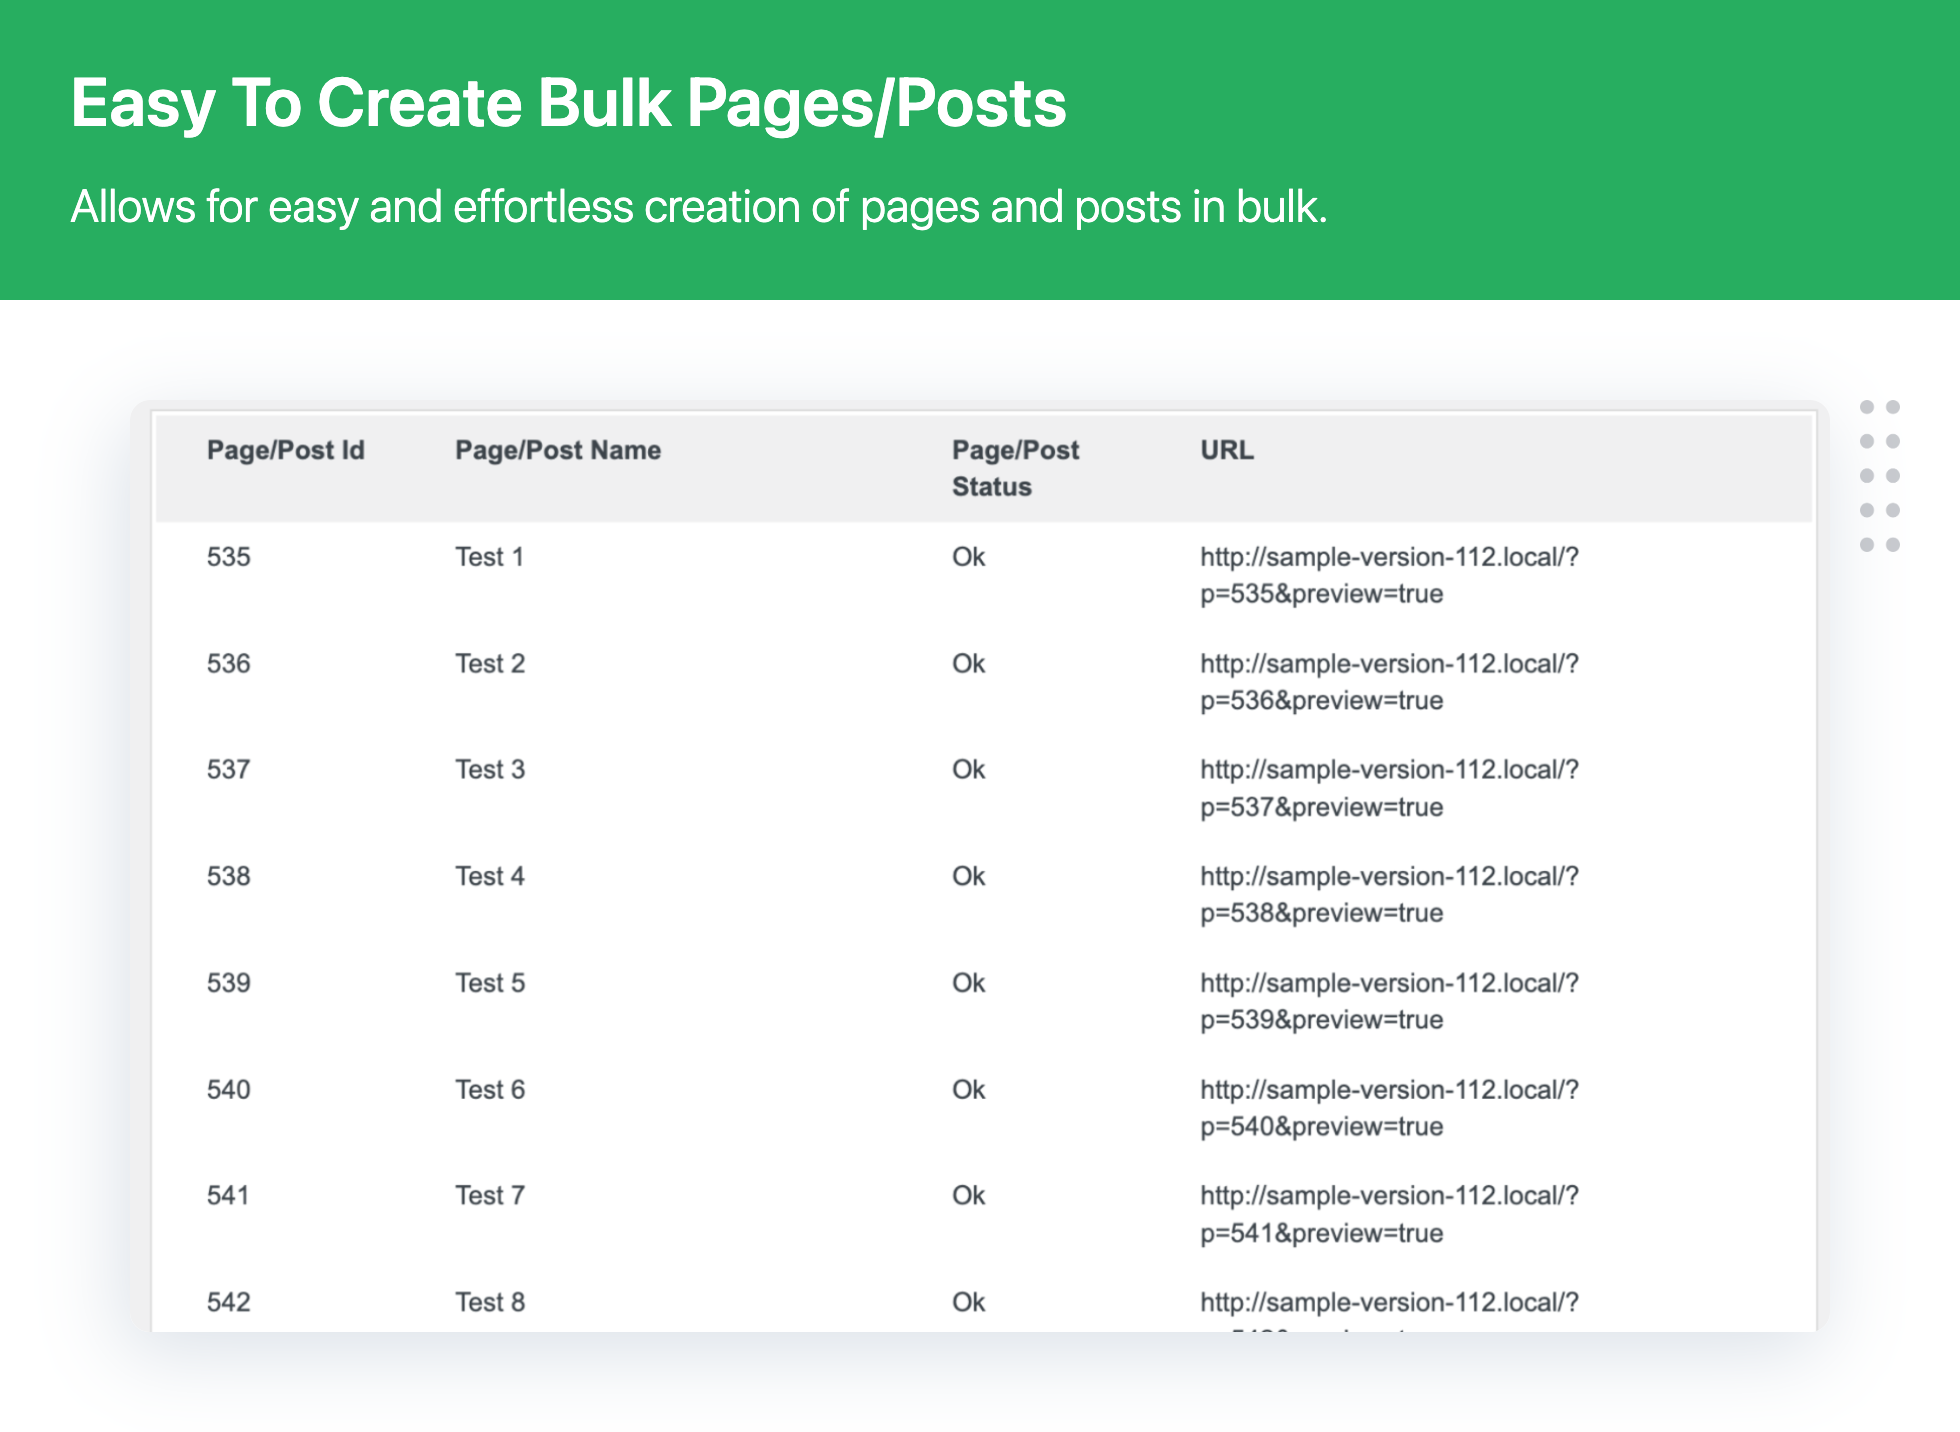 Easy To Create Bulk Pages/Posts
Allows for easy and effortless creation of pages and posts in bulk.
Page/Post Id Page/Post Name Page/Post URL
Status
535 Test 1 Ok http://sample-version-112.local/?
p=535&preview=true
536 Test 2 Ok http://sample-version-112.local/?
p=536&preview=true
537 Test 3 Ok http://sample-version-112.local/?
p=537&preview=true
538 Test 4 Ok http://sample-version-112.local/?
p=538&preview=true
539 Test 5 Ok http://sample-version-112.local/?
p=539&preview=true
540 Test 6 Ok http://sample-version-112.local/?
p=540&preview=true
541 Test 7 Ok http://sample-version-112.local/?
p=541&preview=true
542 Test 8 Ok http://sample-version-112.local/?